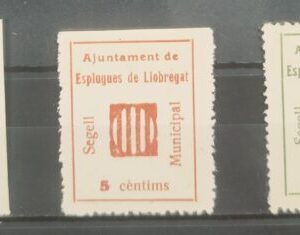 Ajuntament de
Esplugues de Llobregat
Segell
Municipal
5 cèntims